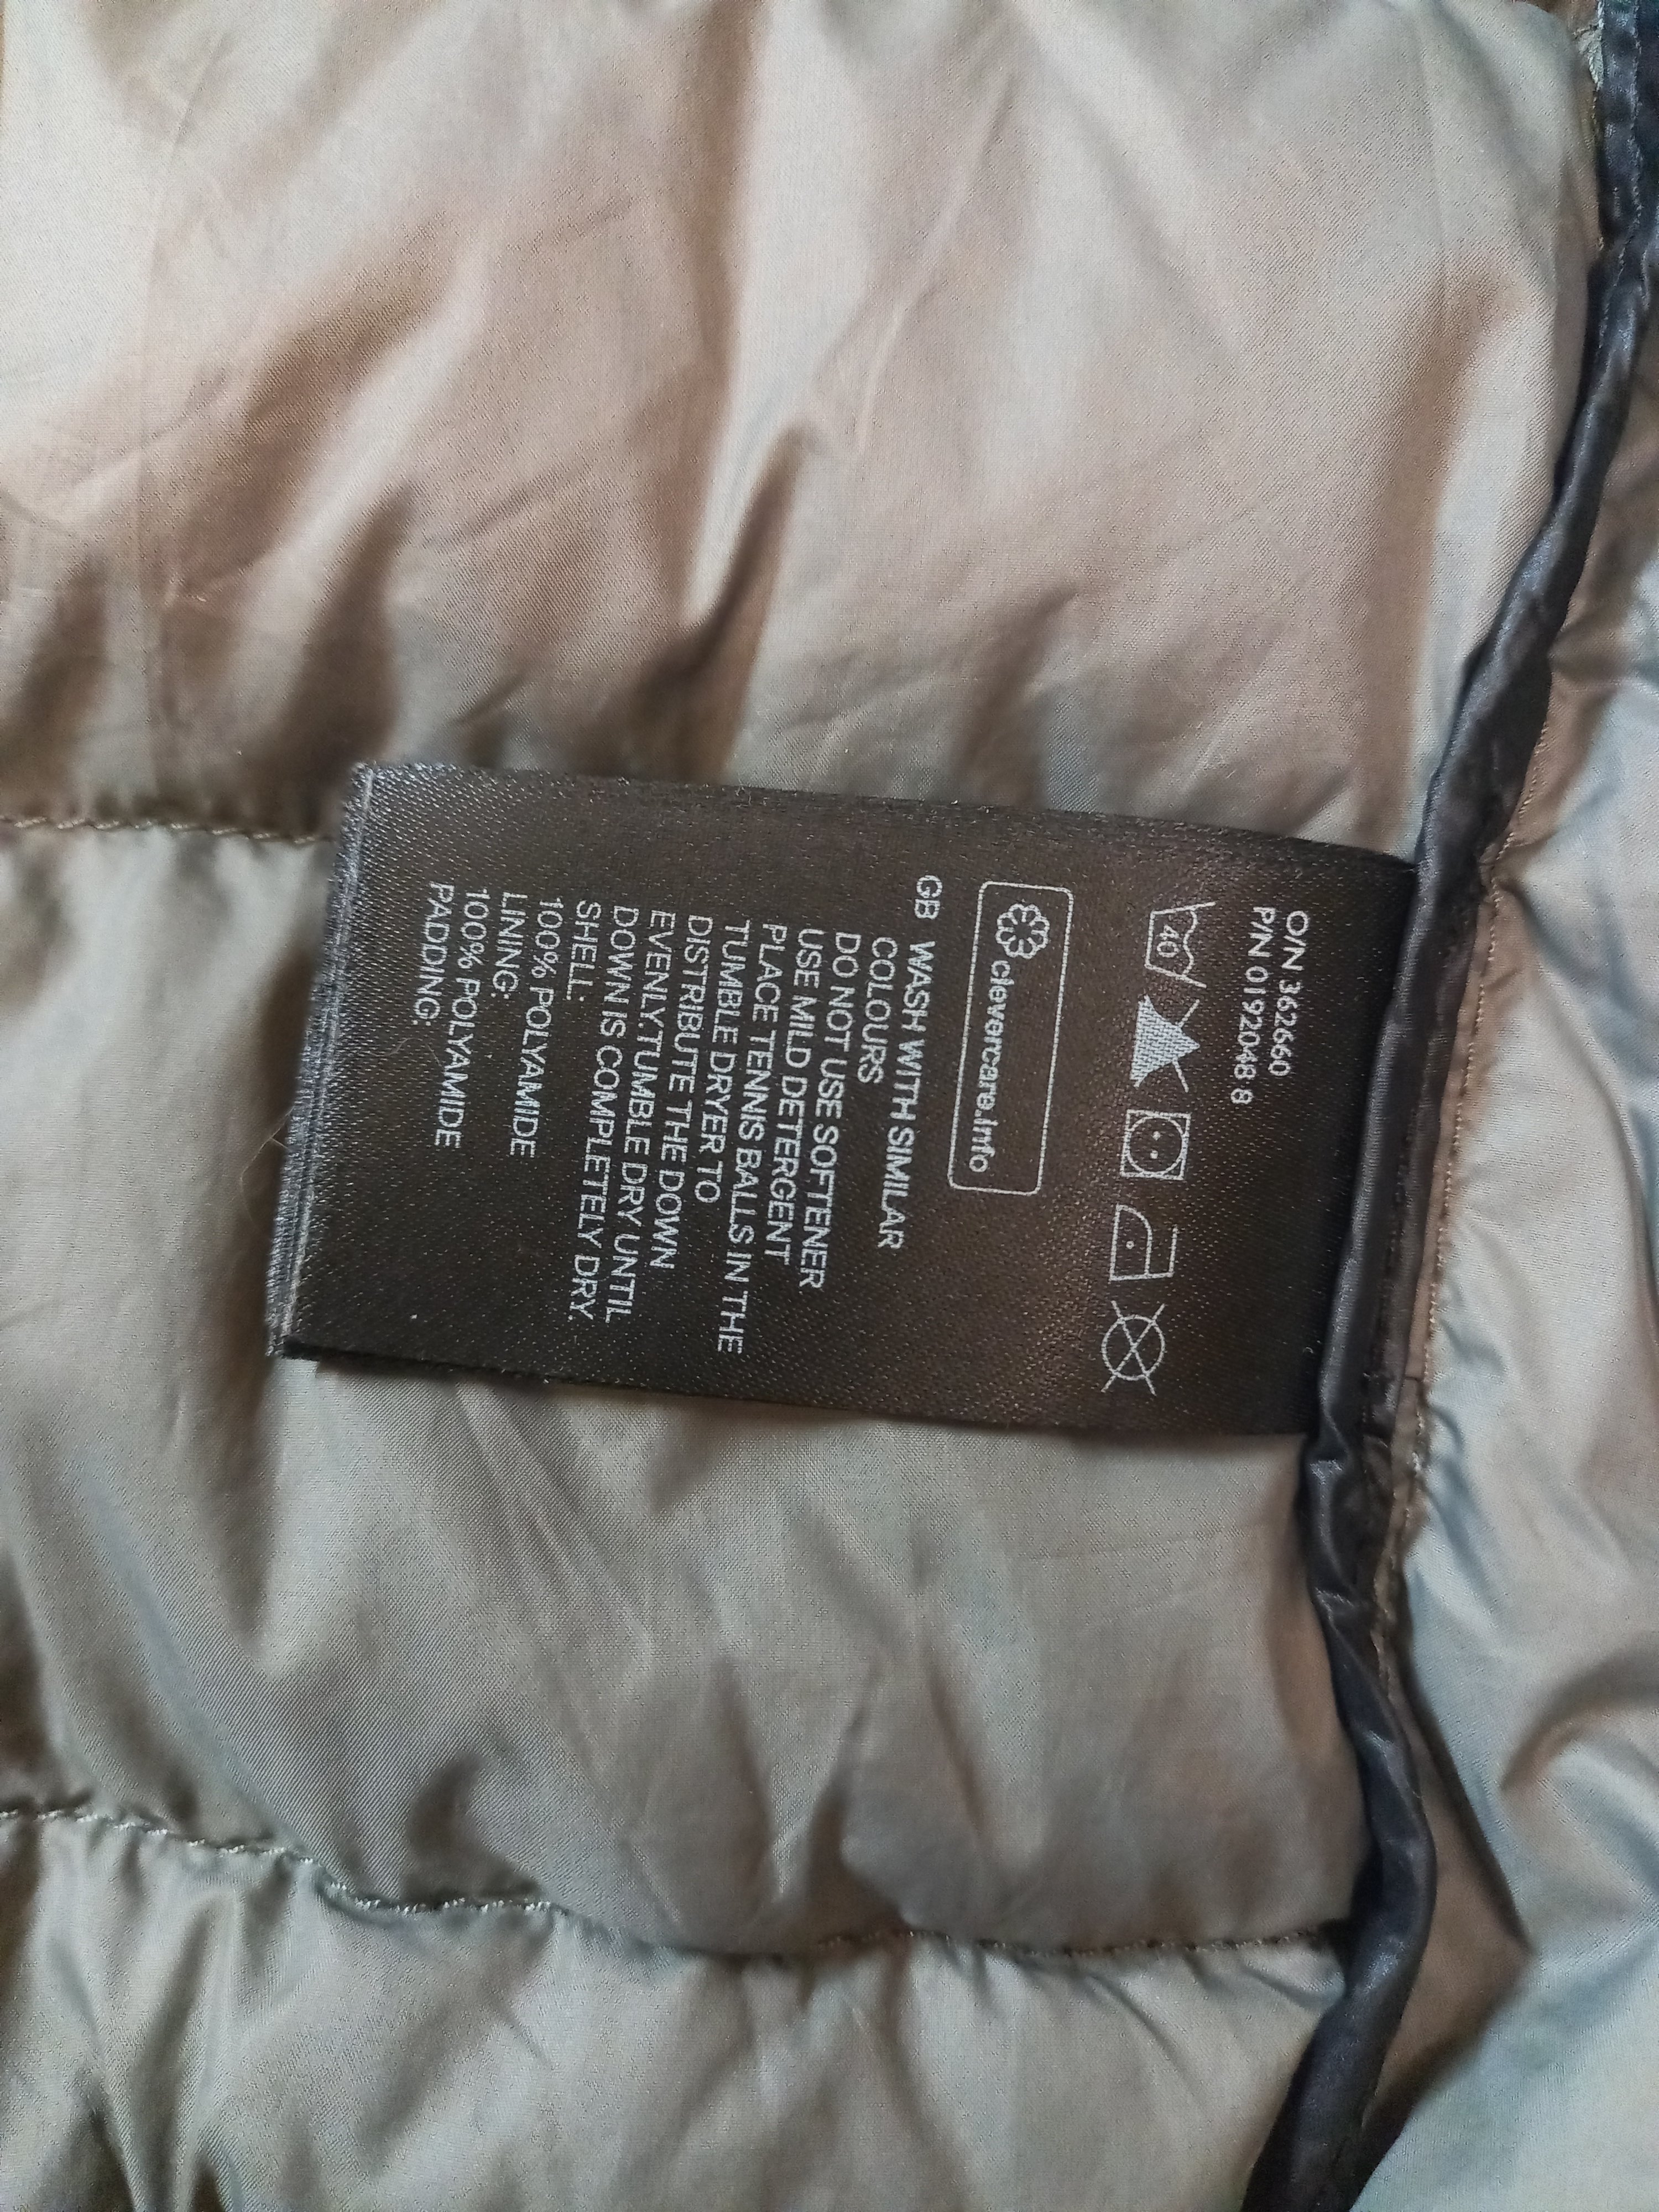 O/N 362660
P/N 0192048 8
40
clevercare.info
GB WASH WITH SIMILAR
COLOURS
DO NOT USE SOFTENER
USE MILD DETERGENT
PLACE TENNIS BALLS IN THE
TUMBLE DRYER TO
DISTRIBUTE THE DOWN
EVENLY.TUMBLE DRY UNTIL
DOWN IS COMPLETELY DRY.
SHELL:
100% POLYAMIDE
LINING:
100% POLYAMIDE
PADDING: